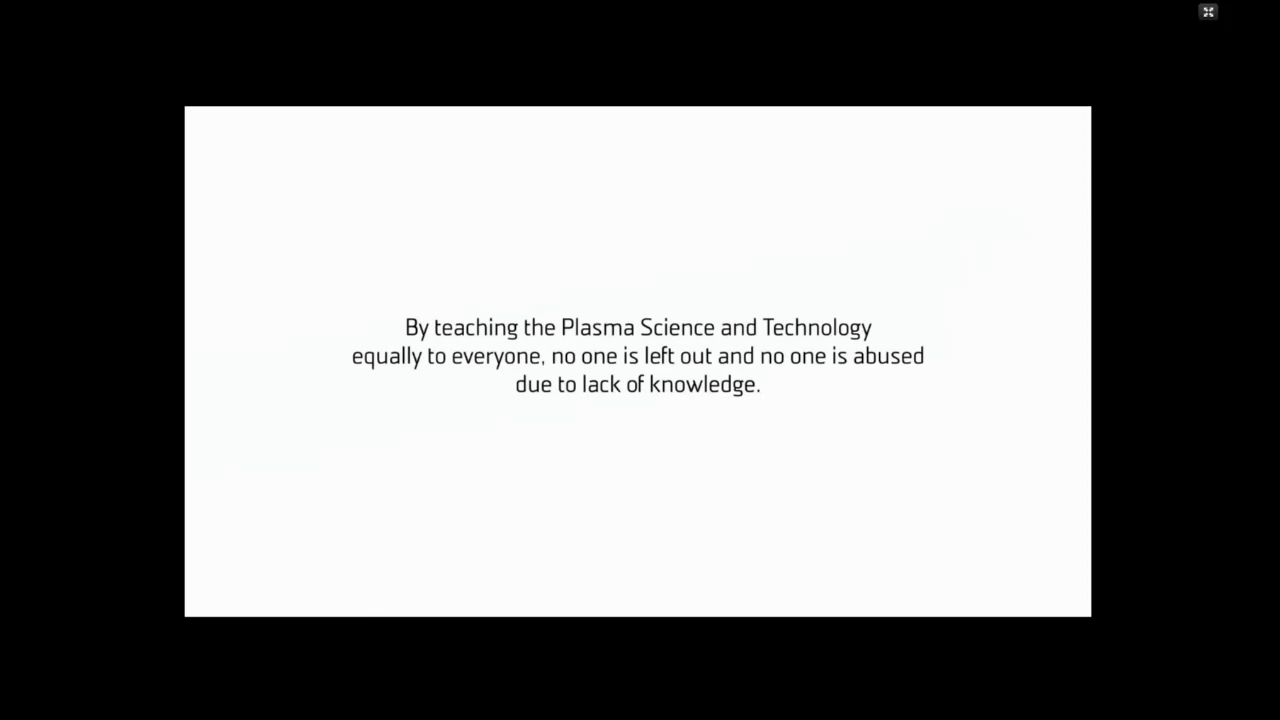 By teaching the Plasma Science and Technology
equally to everyone, no one is left out and no one is abused
due to lack of knowledge.